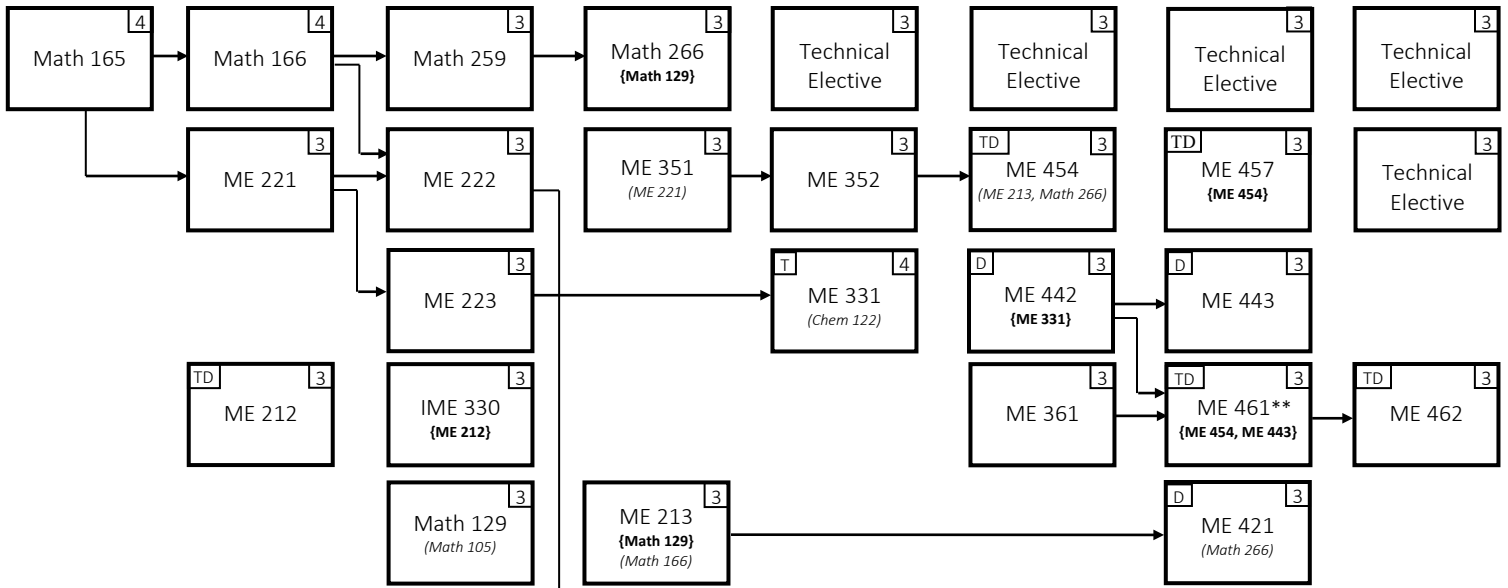 4
Math 165
4
Math 166
3
Math 259
3
Math 266
{Math 129}
3
Technical
Elective
3
Technical
Elective
3
Technical
Elective
3
Technical
Elective
3
ME 221
3
ME 222
3
ME 351
(ME 221)
3
ME 352
TD
3
ME 454
(ME 213, Math 266)
TD
3
ME 457
{ME 454}
3
Technical
Elective
3
ME 223
T
4
ME 331
(Chem 122)
D
3
ME 442
{ME 331}
D
3
ME 443
TD
3
ME 212
3
IME 330
{ME 212}
3
ME 361
TD
3
ME 461**
{ME 454, ME 443}
TD
3
ME 462
3
Math 129
(Math 105)
3
ME 213
{Math 129}
(Math 166)
D
3
ME 421
(Math 266)